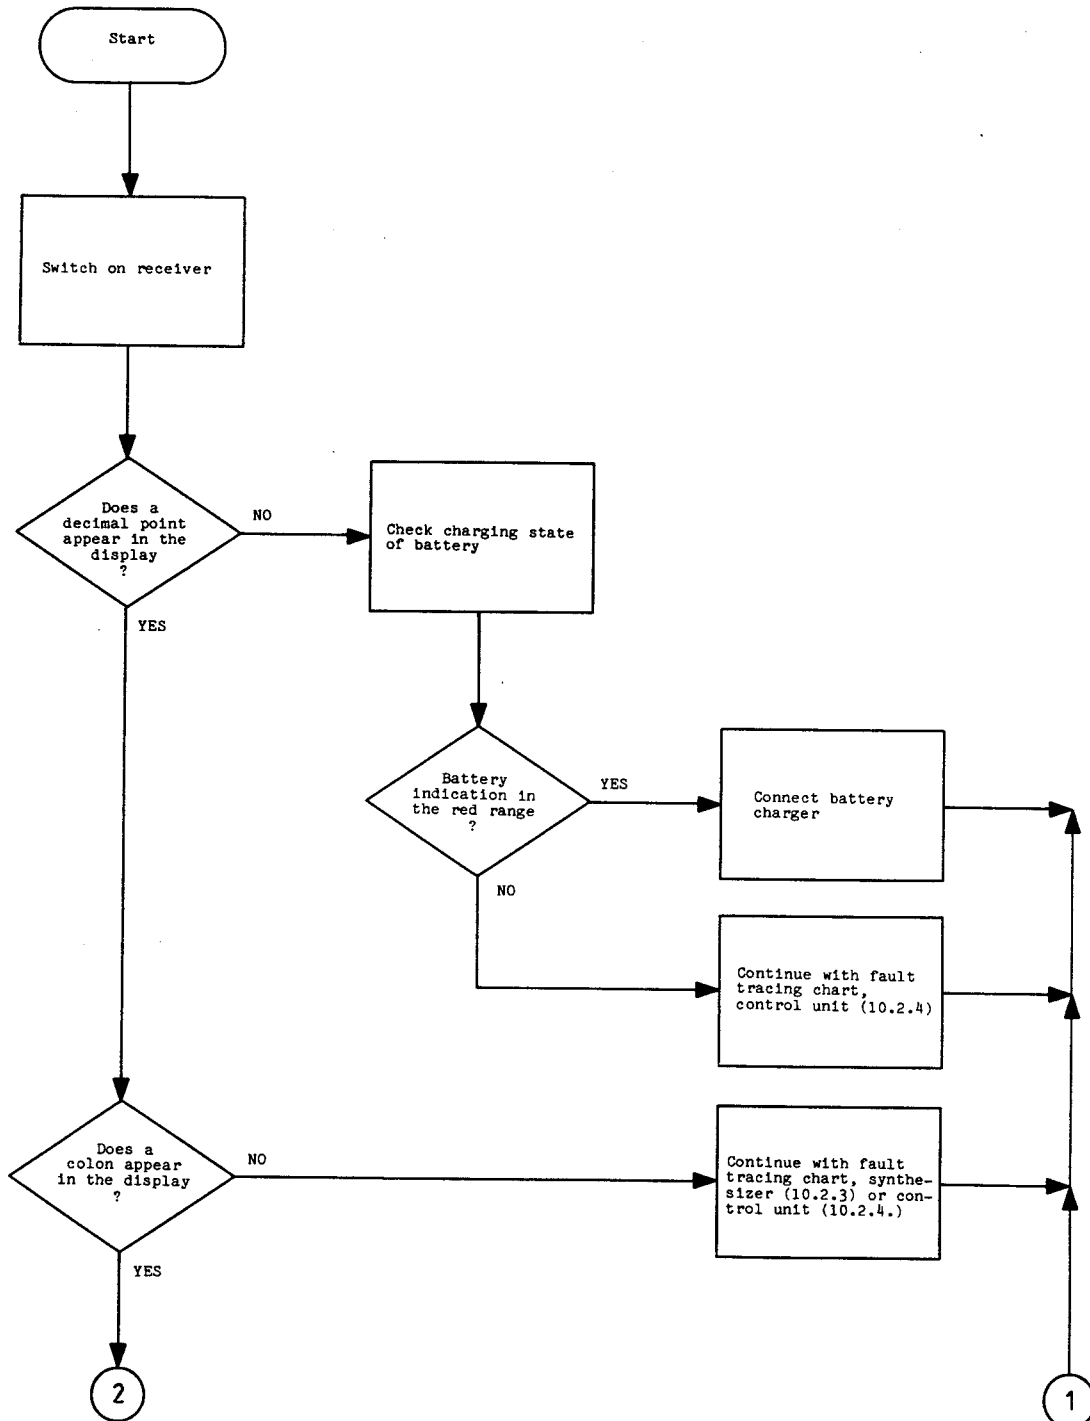 Start
Switch on receiver
Does a
decimal point
appear in the
display
?
NO
YES
Check charging state
of battery
Battery
indication in
the red range
?
YES
NO
Connect battery
charger
Continue with fault
tracing chart,
control unit (10.2.4)
Does a
colon appear
in the display
?
NO
YES
Continue with fault
tracing chart, synthe-
sizer (10.2.3) or con-
trol unit (10.2.4.)
2
1